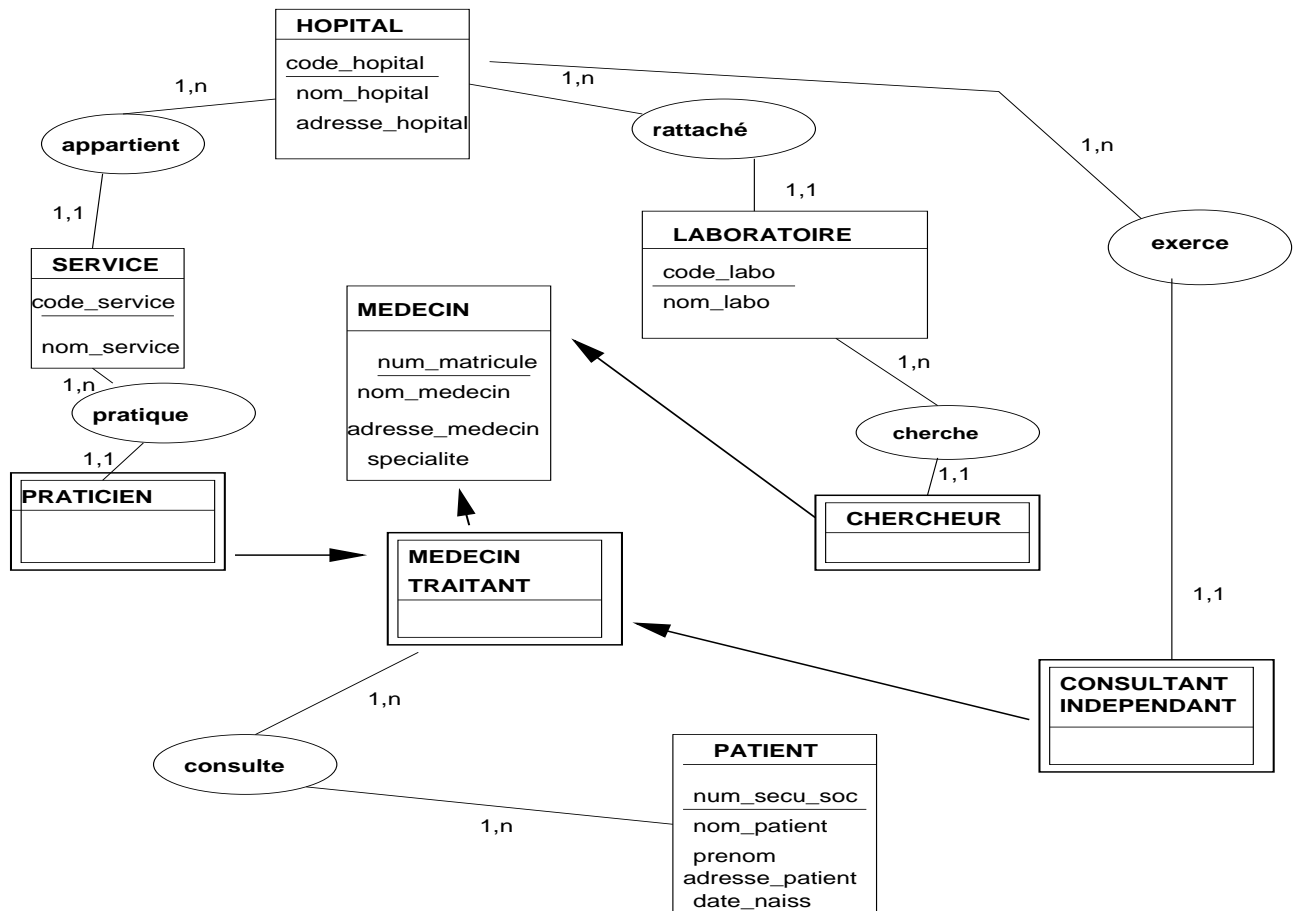 HOPITAL
code_hopital
nom_hopital
adresse_hopital
1,n
1,n
1,n
appartient
rattaché
exerce
1,1
1,1
SERVICE
code_service
nom_service
LABORATOIRE
code_labo
nom_labo
MEDECIN
num_matricule
nom_medecin
adresse_medecin
specialite
1,n
1,n
pratique
cherche
1,1
1,1
PRATICIEN
CHERCHEUR
MEDECIN
TRAITANT
1,1
CONSULTANT
INDEPENDANT
1,n
consulte
1,n
PATIENT
num_secu_soc
nom_patient
prenom
adresse_patient
date_naiss